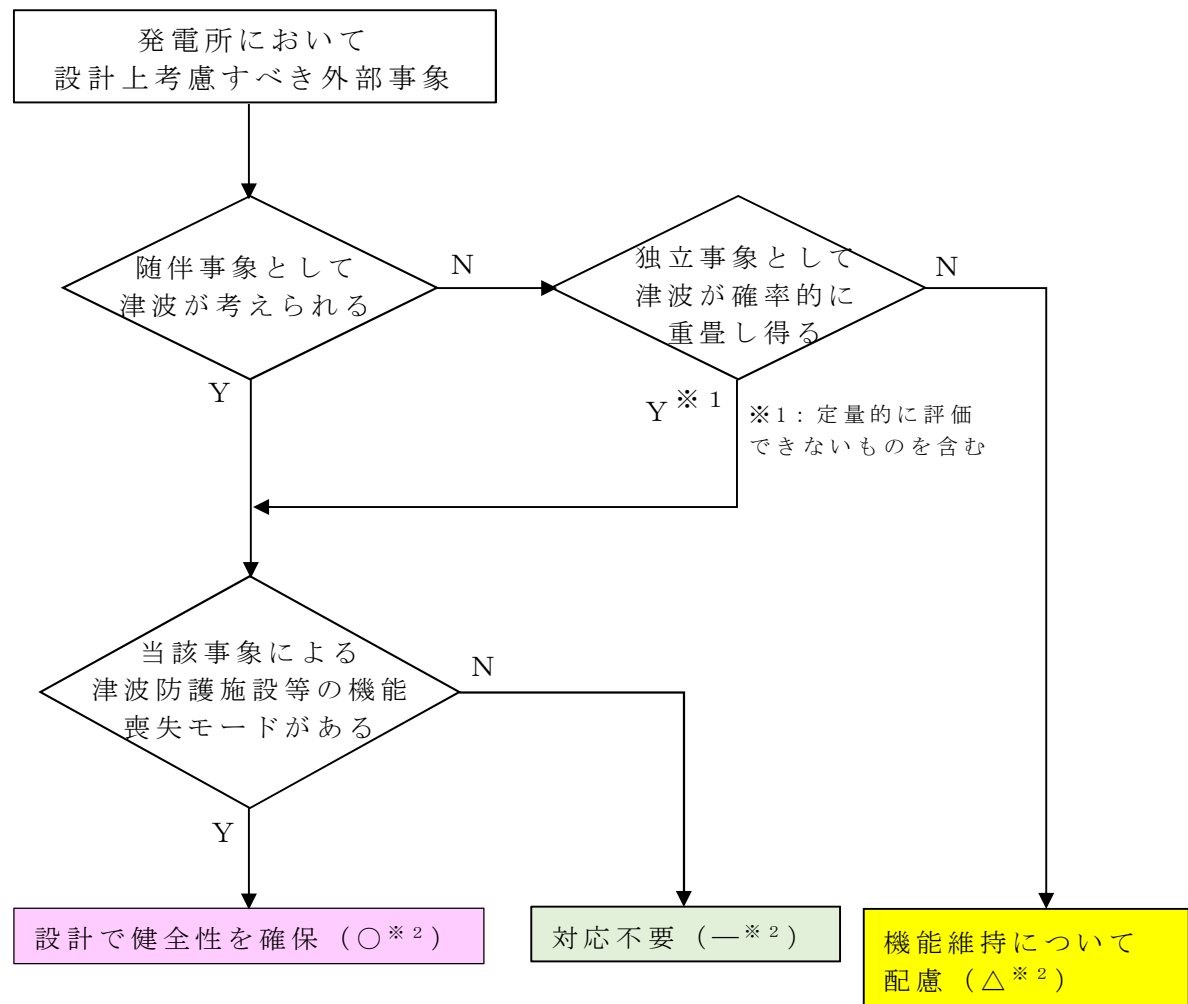 発電所において
設計上考慮すべき外部事象
随伴事象として
津波が考えられる
N
独立事象として
津波が確率的に
重畳し得る
N
Y
Y※1
※1：定量的に評価
できないものを含む
当該事象による
津波防護施設等の機能
喪失モードがある
N
Y
設計で健全性を確保（○※2）
対応不要（―※2）
機能維持について
配慮（△※2）